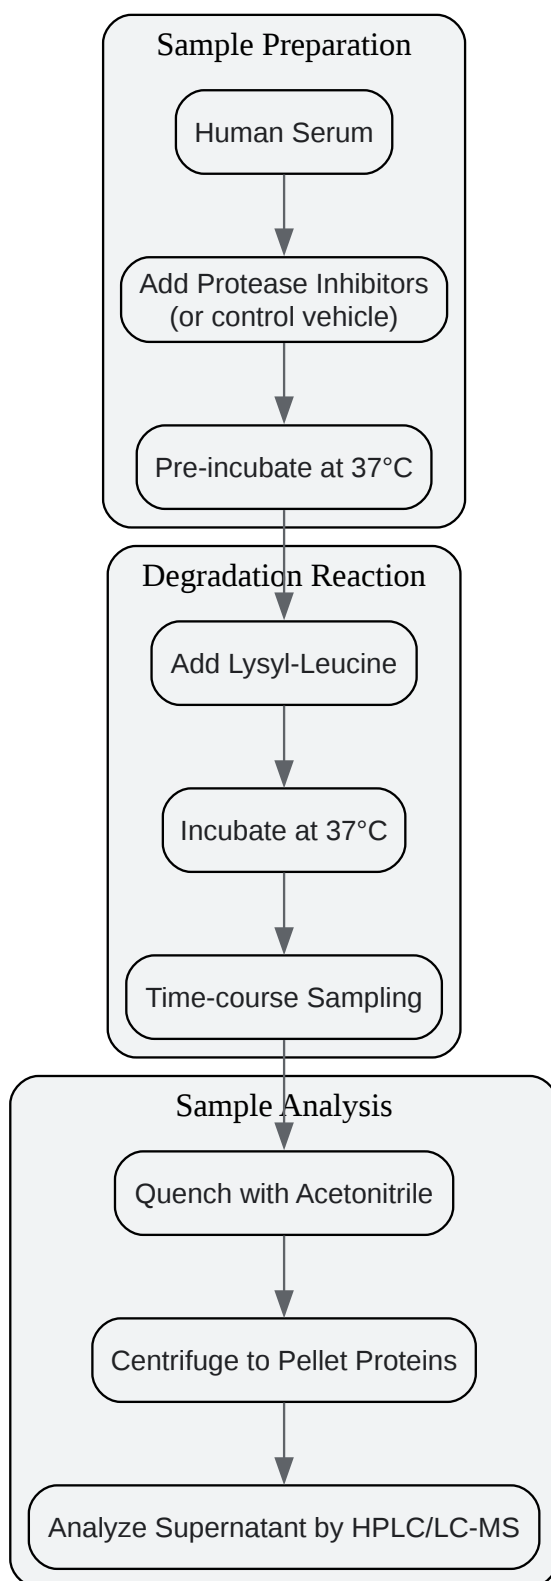 Sample Preparation
Human Serum
Add Protease Inhibitors
(or control vehicle)
Pre-incubate at 37°C
Degradation Reaction
Add Lysyl-Leucine
Incubate at 37°C
Time-course Sampling
Sample Analysis
Quench with Acetonitrile
Centrifuge to Pellet Proteins
Analyze Supernatant by HPLC/LC-MS